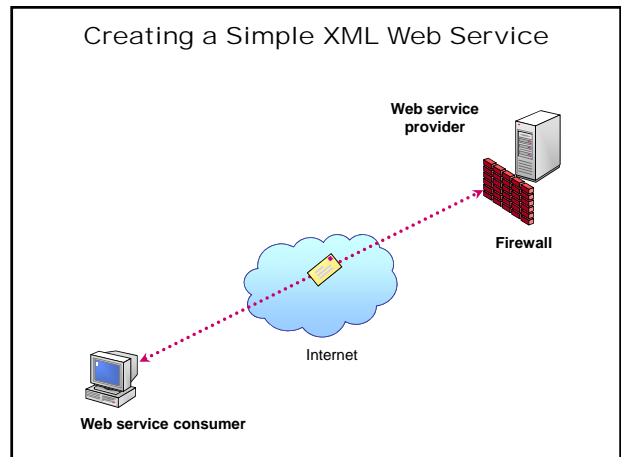 Creating a Simple XML Web Service
Web service
provider
Firewall
Internet
Web service consumer